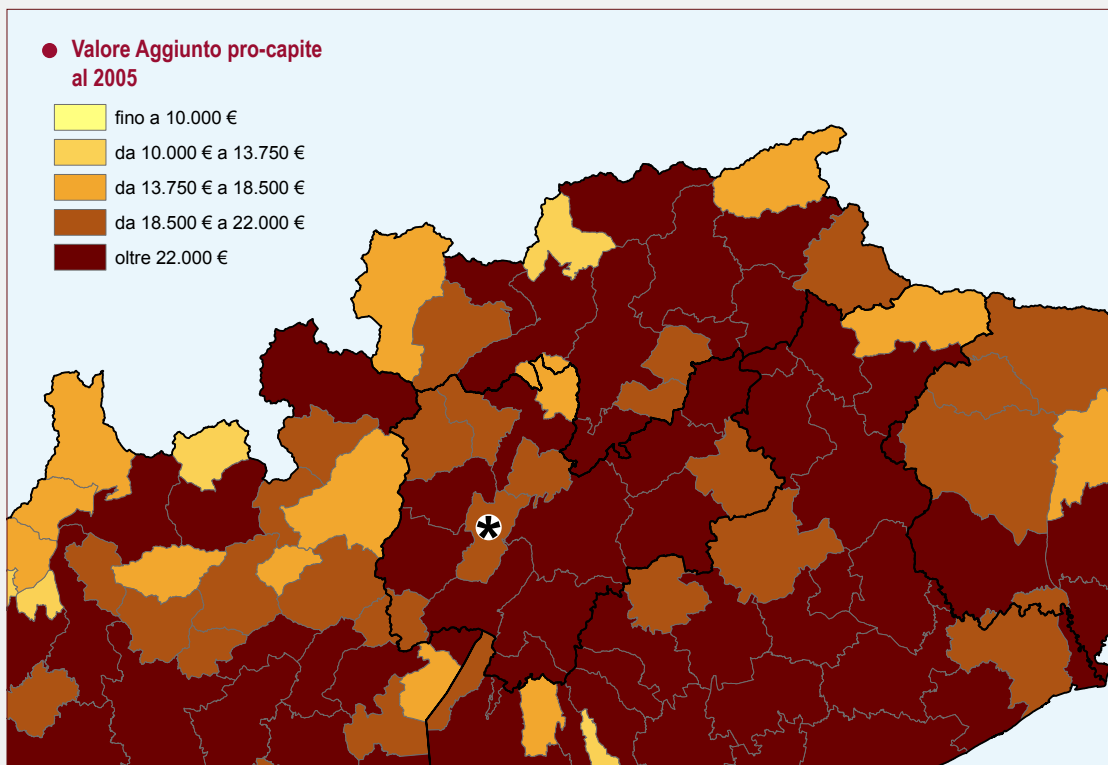 Valore Aggiunto pro-capite
al 2005
fino a 10.000 €
da 10.000 € a 13.750 €
da 13.750 € a 18.500 €
da 18.500 € a 22.000 €
oltre 22.000 €
*